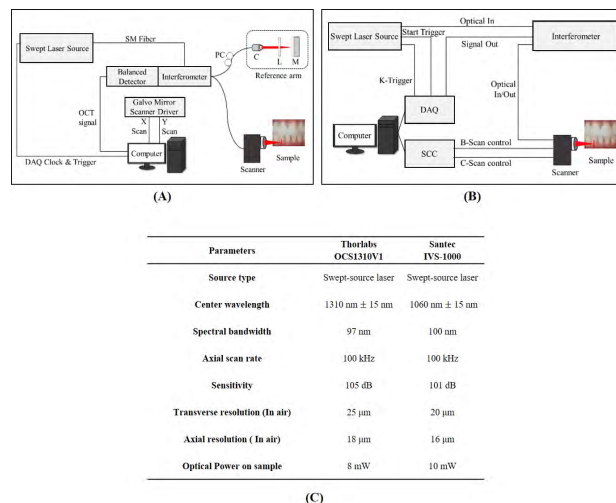 Swept Laser Source
SM Fiber
PC
C
L
M
Reference arm
Balanced
Detector
Interferometer
OCT
signal
Galvo Mirror
Scanner Driver
X
Scan
Y
Scan
Computer
DAQ Clock & Trigger
Scanner
Sample
(A)
Swept Laser Source
Optical In
Start Trigger
Signal Out
Interferometer
K-Trigger
Optical
In/Out
DAQ
Computer
SCC
B-Scan control
C-Scan control
Scanner
Sample
(B)
Parameters Thorlabs OCS1310V1 Santec IVS-1000
Source type Swept-source laser Swept-source laser
Center wavelength 1310 nm ± 15 nm 1060 nm ± 15 nm
Spectral bandwidth 97 nm 100 nm
Axial scan rate 100 kHz 100 kHz
Sensitivity 105 dB 101 dB
Transverse resolution (In air) 25 μm 20 μm
Axial resolution ( In air) 18 μm 16 μm
Optical Power on sample 8 mW 10 mW
(C)